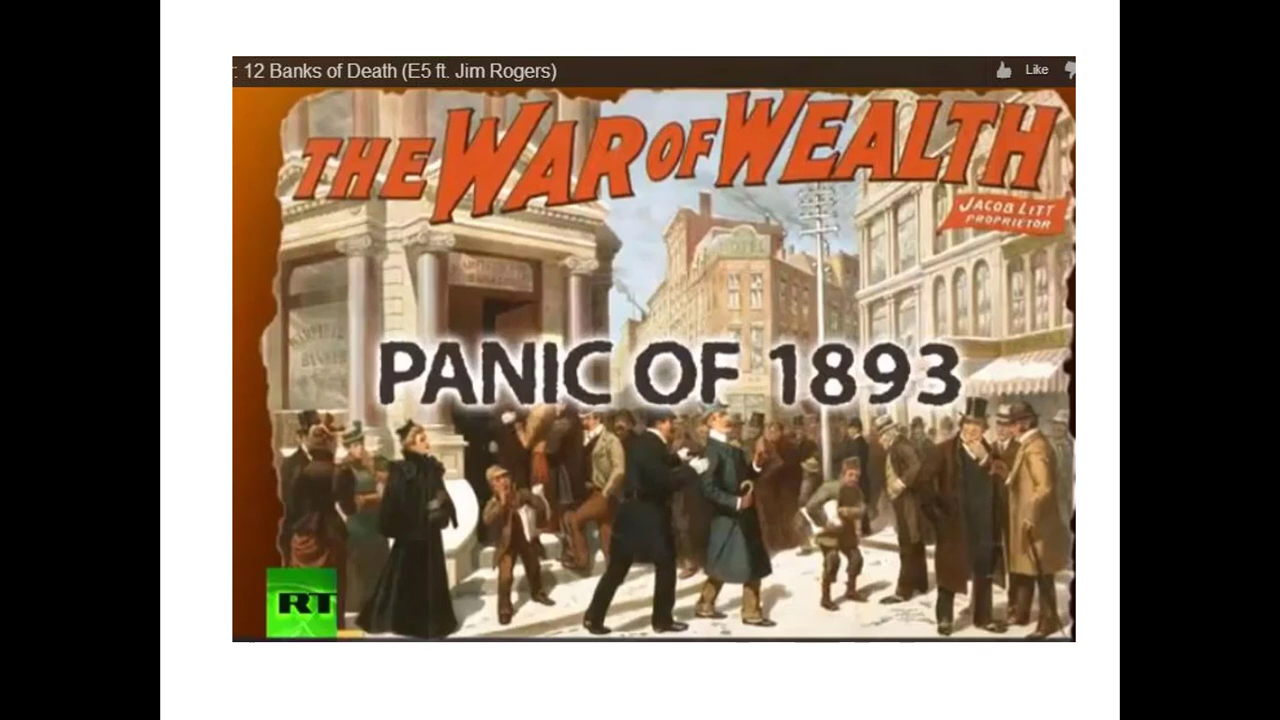 : 12 Banks of Death (E5 ft. Jim Rogers)
Like
THE WAR OF WEALTH
JACOB LITT
PROPRIETOR
HOTEL
PANIC OF 1893
RT